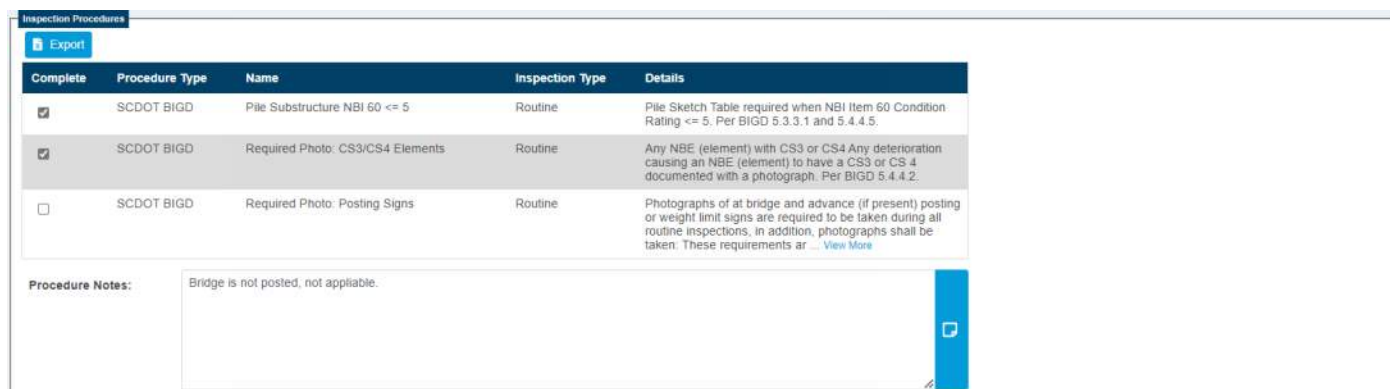 Inspection Procedures
Export
Complete Procedure Type Name Inspection Type Details
SCDOT BIGD Pile Substructure NBI 60 <= 5 Routine Pile Sketch Table required when NBI Item 60 Condition
Rating <= 5. Per BIGD 5.3.3.1 and 5.4.4.5.
SCDOT BIGD Required Photo: CS3/CS4 Elements Routine Any NBE (element) with CS3 or CS4 Any deterioration
causing an NBE (element) to have a CS3 or CS 4
documented with a photograph. Per BIGD 5.4.4.2.
SCDOT BIGD Required Photo: Posting Signs Routine Photographs of at bridge and advance (if present) posting
or weight limit signs are required to be taken during all
routine inspections, in addition, photographs shall be
taken: These requirements ar ... View More
Procedure Notes: Bridge is not posted, not appliable.